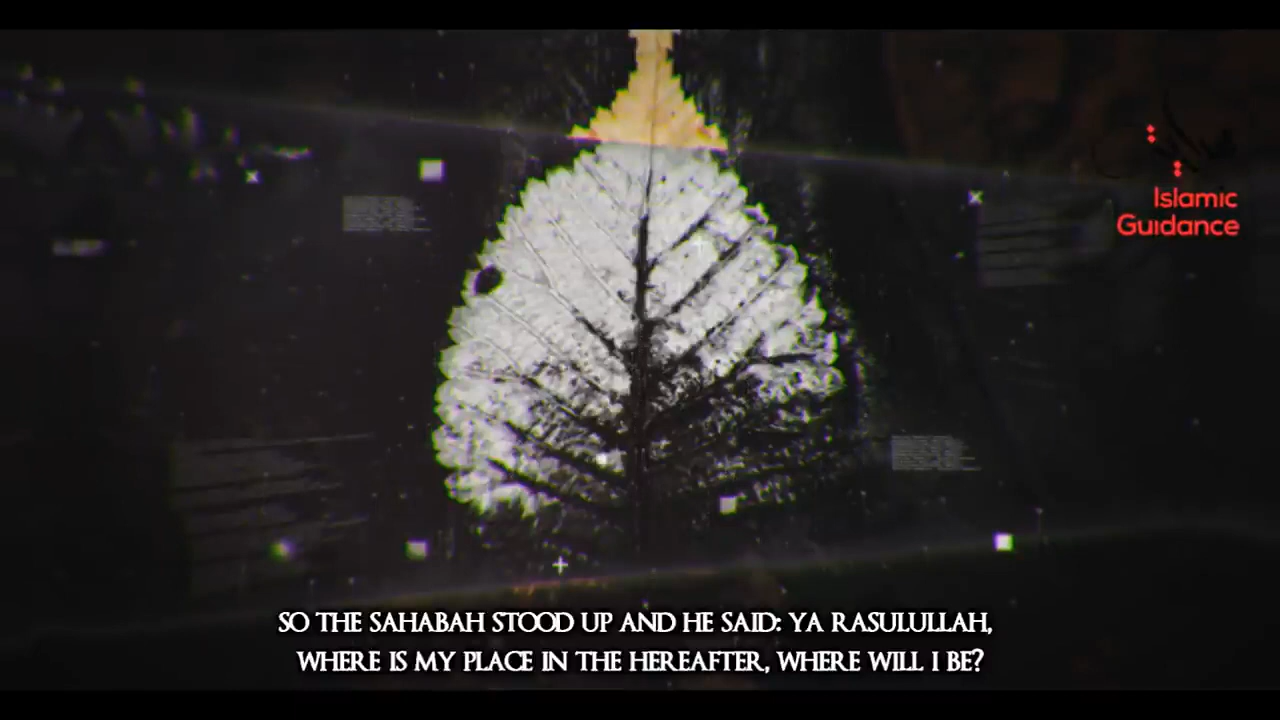 Islamic
Guidance
SO THE SAHABAH STOOD UP AND HE SAID: YA RASULULLAH,
WHERE IS MY PLACE IN THE HEREAFTER, WHERE WILL I BE?